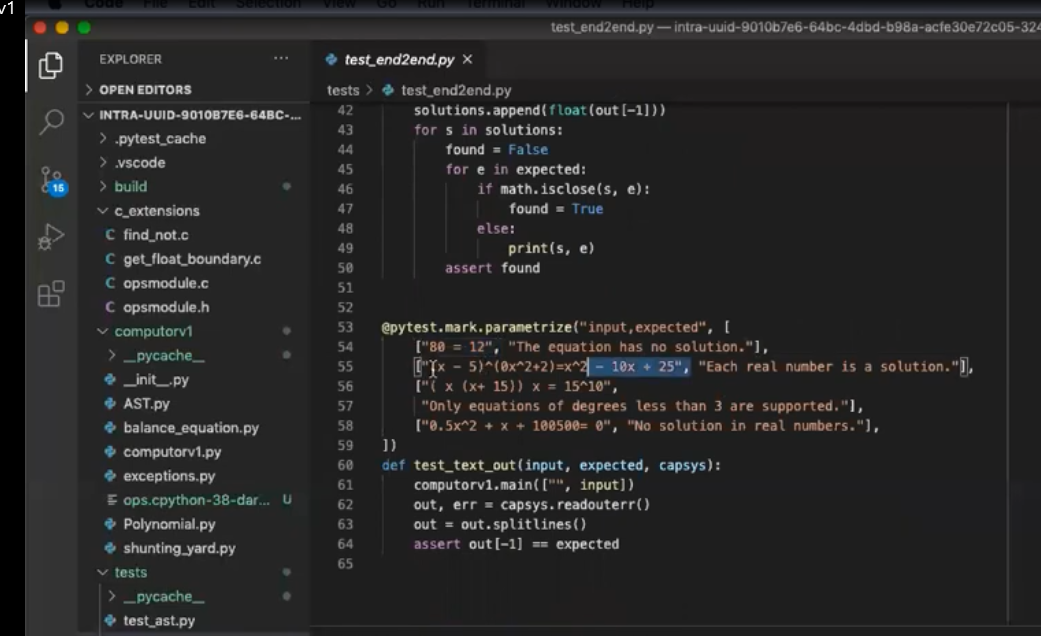 v1
Code File Edit Selection View Go Run Terminal Window Help
test_end2end.py — intra-uuid-9010b7e6-64bc-4dbd-b98a-acfe30e72c05-324
EXPLORER ...
test_end2end.py ×
OPEN EDITORS
tests > test_end2end.py
INTRA-UUID-9010B7E6-64BC-...
.pytest_cache
.vscode
build
c_extensions
C find_not.c
C get_float_boundary.c
C opsmodule.c
C opsmodule.h
computorv1
__pycache__
__init__.py
AST.py
balance_equation.py
computorv1.py
exceptions.py
ops.cpython-38-dar... U
Polynomial.py
shunting_yard.py
tests
__pycache__
test_ast.py
15
42 solutions.append(float(out[-1]))
43 for s in solutions:
44 found = False
45 for e in expected:
46 if math.isclose(s, e):
47 found = True
48 else:
49 print(s, e)
50 assert found
51
52
53 @pytest.mark.parametrize("input,expected", [
54 ["80 = 12", "The equation has no solution."],
55 ["(x - 5)^(0x^2+2)=x^2 - 10x + 25", "Each real number is a solution."],
56 ["( x (x+ 15)) x = 15^10",
57 "Only equations of degrees less than 3 are supported."],
58 ["0.5x^2 + x + 100500= 0", "No solution in real numbers."],
59 ])
60 def test_text_out(input, expected, capsys):
61 computorv1.main(["", input])
62 out, err = capsys.readouterr()
63 out = out.splitlines()
64 assert out[-1] == expected
65